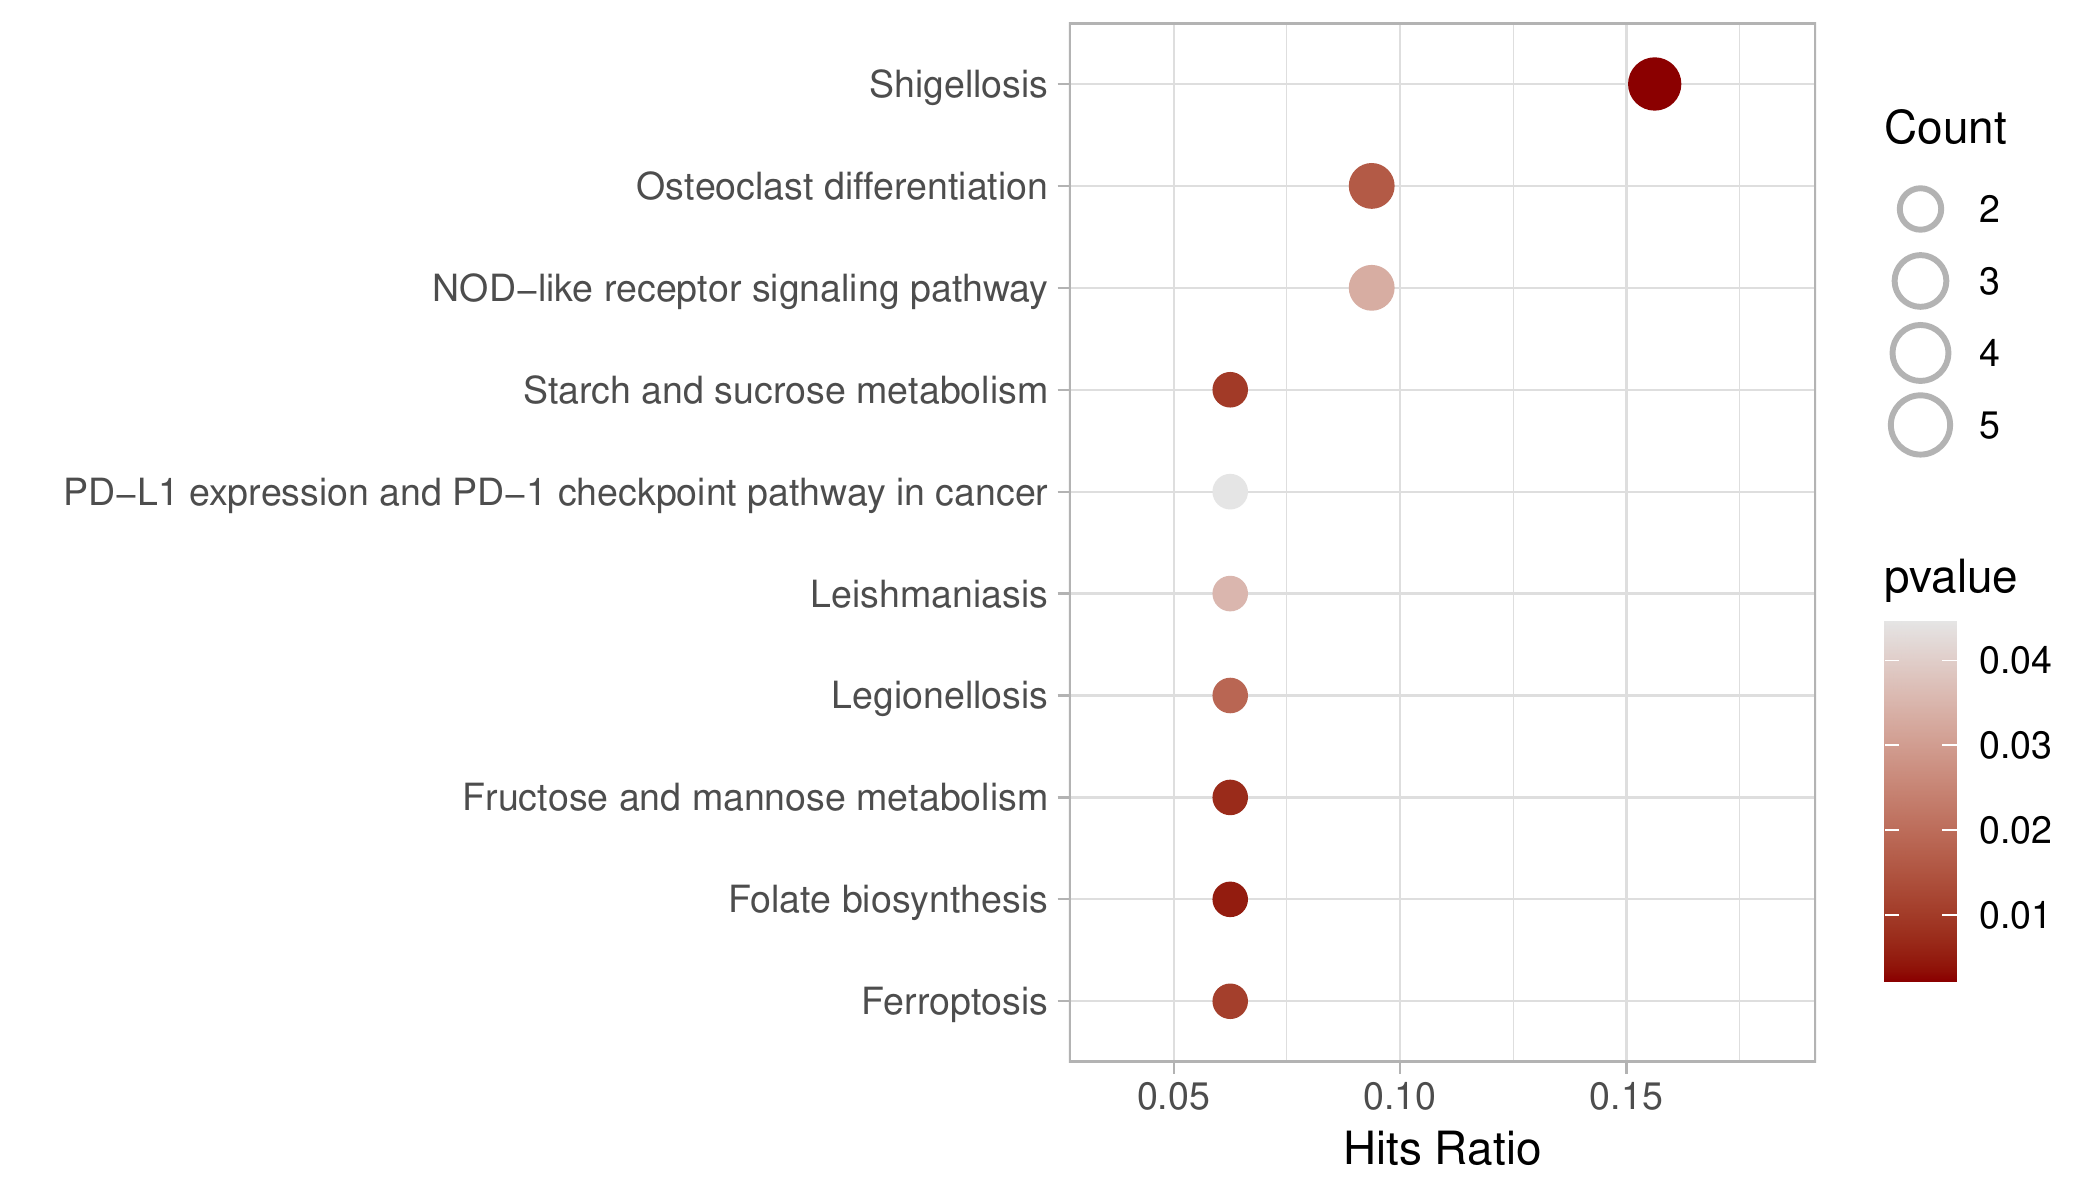 Shigellosis
Osteoclast differentiation
NOD−like receptor signaling pathway
Starch and sucrose metabolism
PD−L1 expression and PD−1 checkpoint pathway in cancer
Leishmaniasis
Legionellosis
Fructose and mannose metabolism
Folate biosynthesis
Ferroptosis
0.05 0.10 0.15
Hits Ratio
Count
2
3
4
5
pvalue
0.04
0.03
0.02
0.01